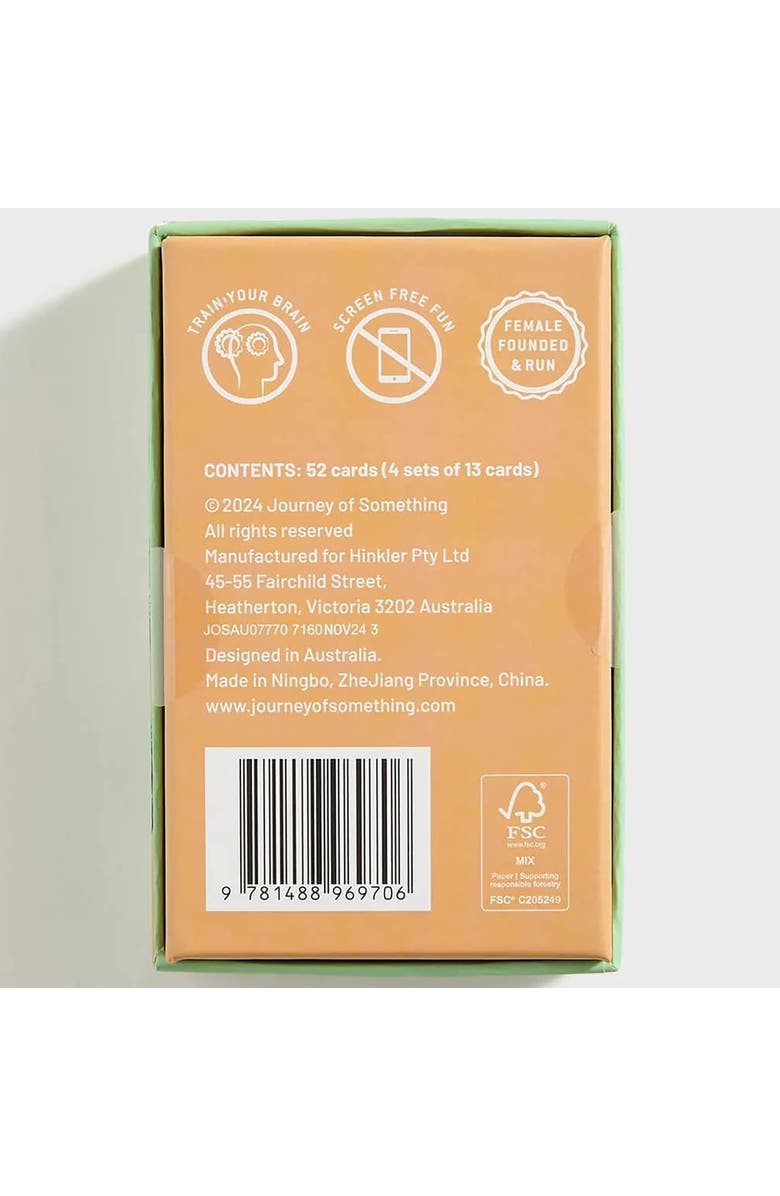 TRAIN YOUR BRAIN
SCREEN FREE FUN
FEMALE
FOUNDED
& RUN
CONTENTS: 52 cards (4 sets of 13 cards)
© 2024 Journey of Something
All rights reserved
Manufactured for Hinkler Pty Ltd
45-55 Fairchild Street,
Heatherton, Victoria 3202 Australia
JOSAU07770 7160NOV24 3
Designed in Australia.
Made in Ningbo, ZheJiang Province, China.
www.journeyofsomething.com
9 781488 969706
FSC
www.fsc.org
MIX
Paper | Supporting
responsible forestry
FSC® C205249